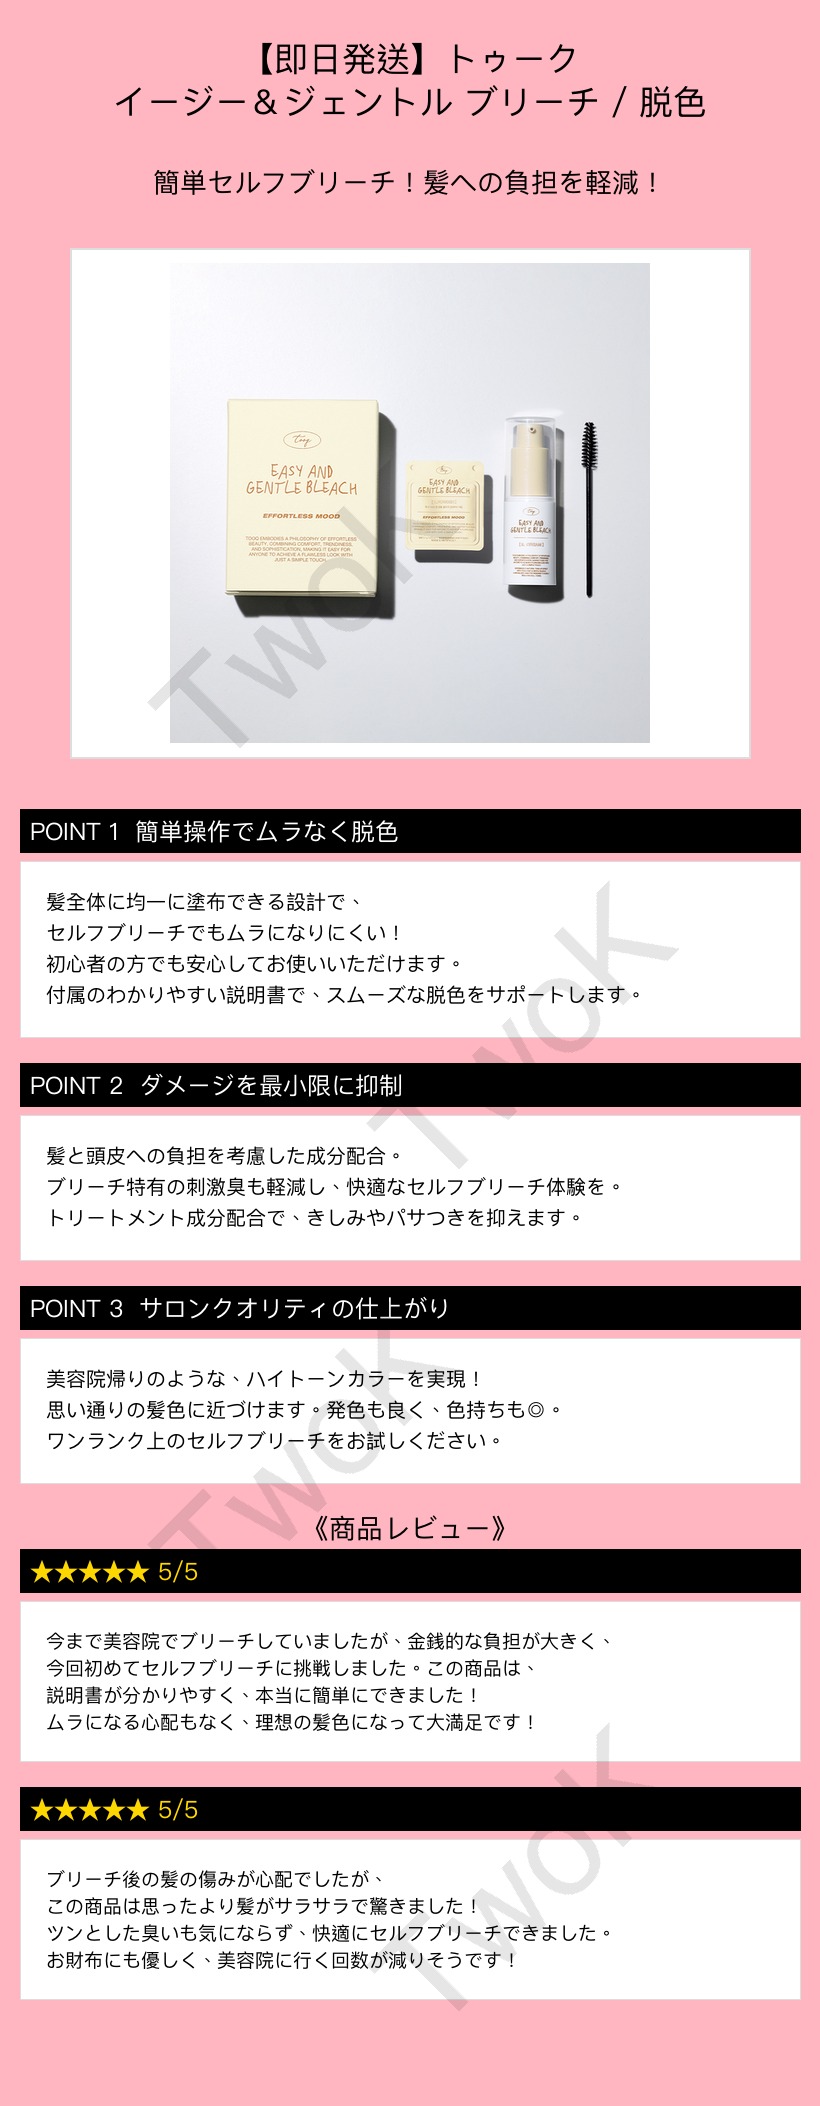 【即日発送】トゥーク
イージー＆ジェントル ブリーチ / 脱色
簡単セルフブリーチ！髪への負担を軽減！
toog
EASY AND
GENTLE BLEACH
EFFORTLESS MOOD
TOOG EMBODIES A PHILOSOPHY OF EFFORTLESS
BEAUTY, COMBINING COMFORT, TRENDINESS,
AND SOPHISTICATION, MAKING IT EASY FOR
ANYONE TO ACHIEVE A FLAWLESS LOOK WITH
JUST A SIMPLE TOUCH.
EASY AND
GENTLE BLEACH
EFFORTLESS MOOD
EASY AND
GENTLE BLEACH
TwoK
POINT 1 簡単操作でムラなく脱色
髪全体に均一に塗布できる設計で、
セルフブリーチでもムラになりにくい！
初心者の方でも安心してお使いいただけます。
付属のわかりやすい説明書で、スムーズな脱色をサポートします。
TwoK
POINT 2 ダメージを最小限に抑制
髪と頭皮への負担を考慮した成分配合。
ブリーチ特有の刺激臭も軽減し、快適なセルフブリーチ体験を。
トリートメント成分配合で、きしみやパサつきを抑えます。
POINT 3 サロンクオリティの仕上がり
美容院帰りのような、ハイトーンカラーを実現！
思い通りの髪色に近づけます。発色も良く、色持ちも◎。
ワンランク上のセルフブリーチをお試しください。
TwoK
《商品レビュー》
★★★★★ 5/5
今まで美容院でブリーチしていましたが、金銭的な負担が大きく、
今回初めてセルフブリーチに挑戦しました。この商品は、
説明書が分かりやすく、本当に簡単にできました！
ムラになる心配もなく、理想の髪色になって大満足です！
★★★★★ 5/5
ブリーチ後の髪の傷みが心配でしたが、
この商品は思ったより髪がサラサラで驚きました！
ツンとした臭いも気にならず、快適にセルフブリーチできました。
お財布にも優しく、美容院に行く回数が減りそうです！
TwoK